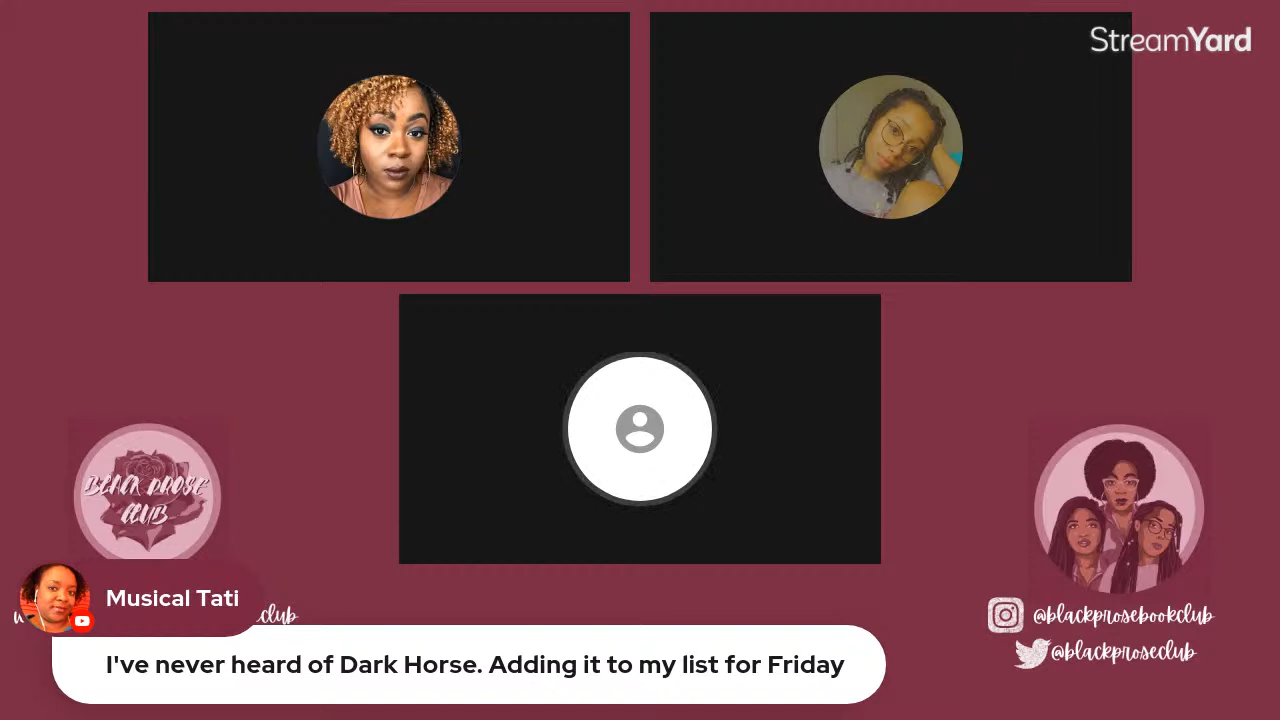 StreamYard
BLACK PROSE
CLUB
Musical Tati
club
@blackprosebookclub
@blackproseclub
I've never heard of Dark Horse. Adding it to my list for Friday